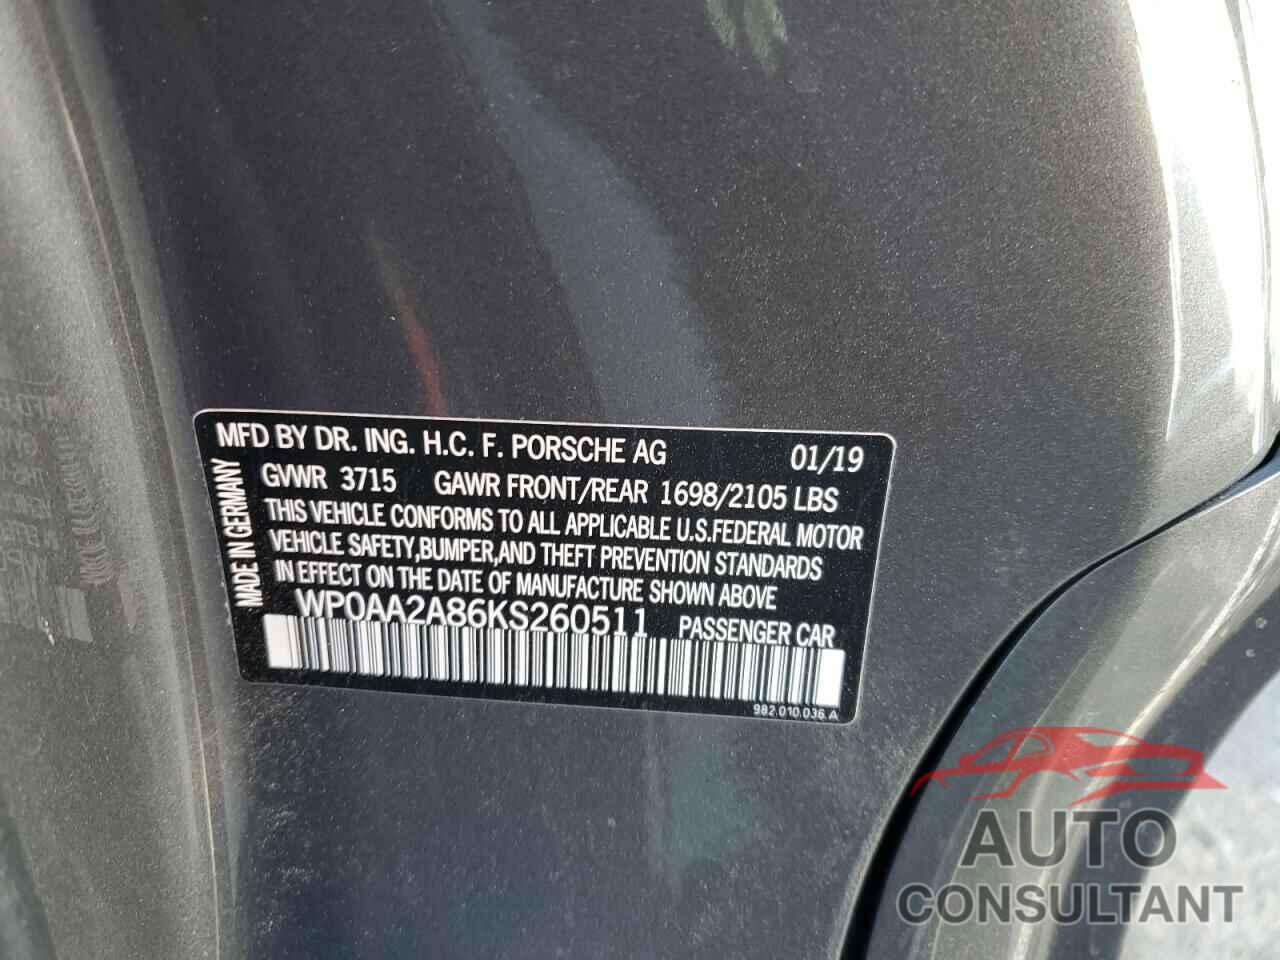 MFD BY DR. ING. H.C. F. PORSCHE AG 01/19
GVWR 3715 GAWR FRONT/REAR 1698/2105 LBS
THIS VEHICLE CONFORMS TO ALL APPLICABLE U.S.FEDERAL MOTOR
VEHICLE SAFETY,BUMPER,AND THEFT PREVENTION STANDARDS
IN EFFECT ON THE DATE OF MANUFACTURE SHOWN ABOVE
WP0AA2A86KS260511 PASSENGER CAR
982.010.036 A
MADE IN GERMANY
AUTO
CONSULTANT